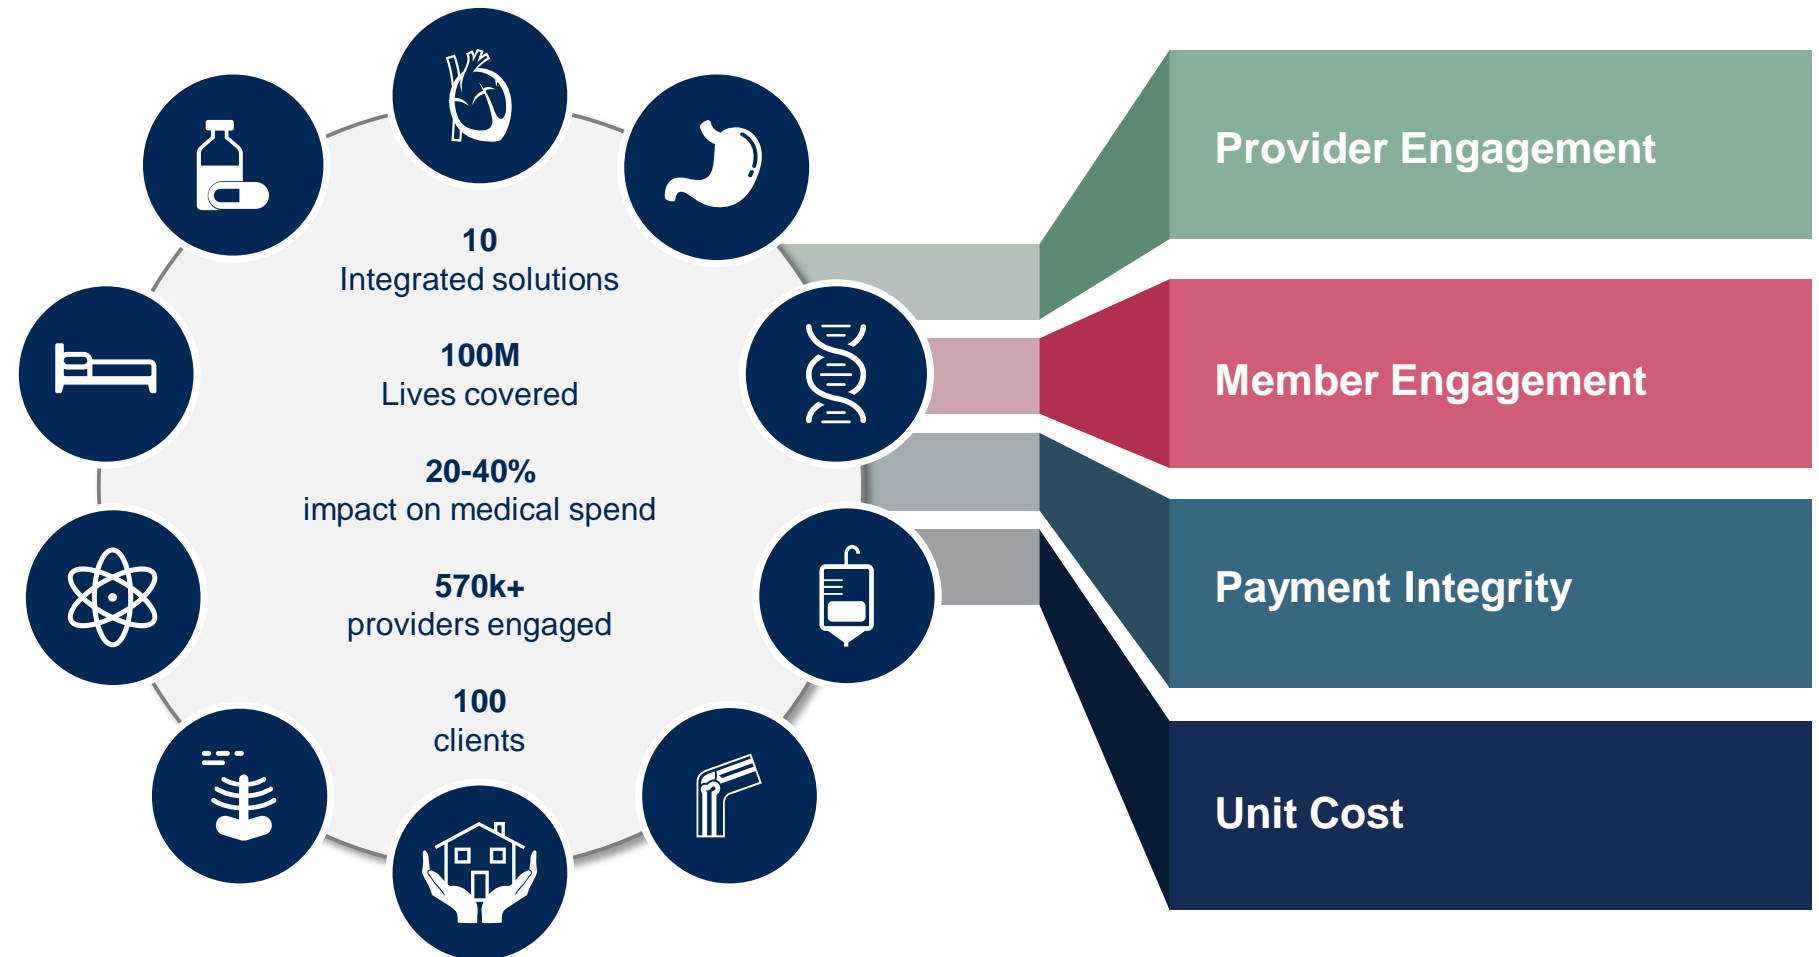 10
Integrated solutions
100M
Lives covered
20-40%
impact on medical spend
570k+
providers engaged
100
clients
Provider Engagement
Member Engagement
Payment Integrity
Unit Cost